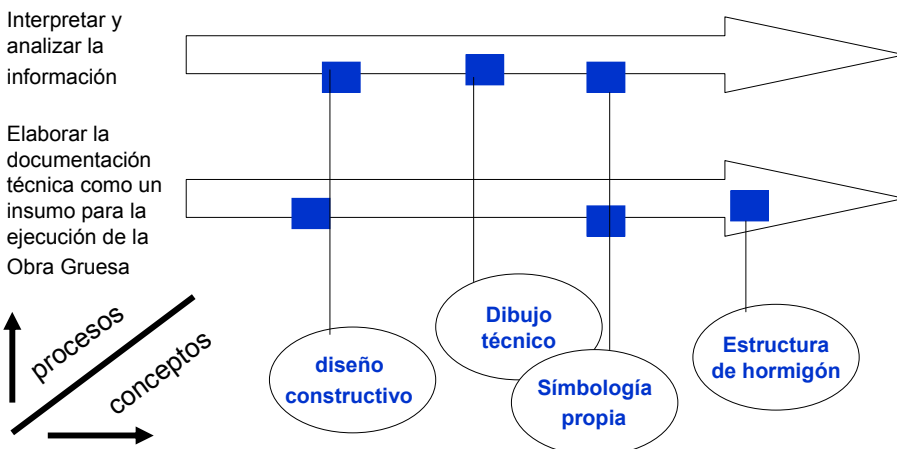 Interpretar y
analizar la
información
Elaborar la
documentación
técnica como un
insumo para la
ejecución de la
Obra Gruesa
procesos
conceptos
diseño
constructivo
Dibujo
técnico
Símbología
propia
Estructura
de hormigón